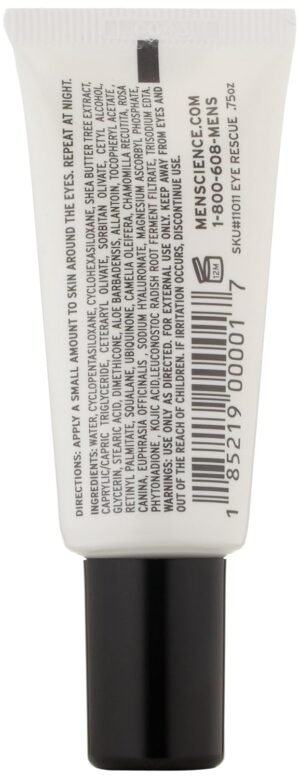 DIRECTIONS: APPLY A SMALL AMOUNT TO SKIN AROUND THE EYES. REPEAT AT NIGHT.
INGREDIENTS: WATER, CYCLOPENTASILOXANE, CYCLOHEXASILOXANE, SHEA BUTTER TREE EXTRACT,
CAPRYLIC/CAPRIC TRIGLYCERIDE, CETEARYL OLIVATE, SORBITAN OLIVATE, CETYL ALCOHOL,
GLYCERIN, STEARIC ACID, DIMETHICONE, ALOE BARBADENSIS, ALLANTOIN, TOCOPHERYL ACETATE,
RETINYL PALMITATE, SQUALANE, UBIQUINONE, CAMELIA OLEIFERA, CHAMOMILLA RECUTITA, ROSA
CANINA, EUPHRASIA OFFICINALIS, SODIUM HYALURONATE, MAGNESIUM ASCORBYL PHOSPHATE,
PHYTONADIONE, KOJIC ACID, LEUCONOSTOC RADISH ROOT FERMENT FILTRATE, TRISODIUM EDTA.
WARNINGS: USE ONLY AS DIRECTED. FOR EXTERNAL USE ONLY. KEEP AWAY FROM EYES AND
OUT OF THE REACH OF CHILDREN. IF IRRITATION OCCURS, DISCONTINUE USE.
MENSCIENCE.COM
1-800-608-MENS
SKU#11011 EYE RESCUE .75oz
12M
1 85219 00001 7